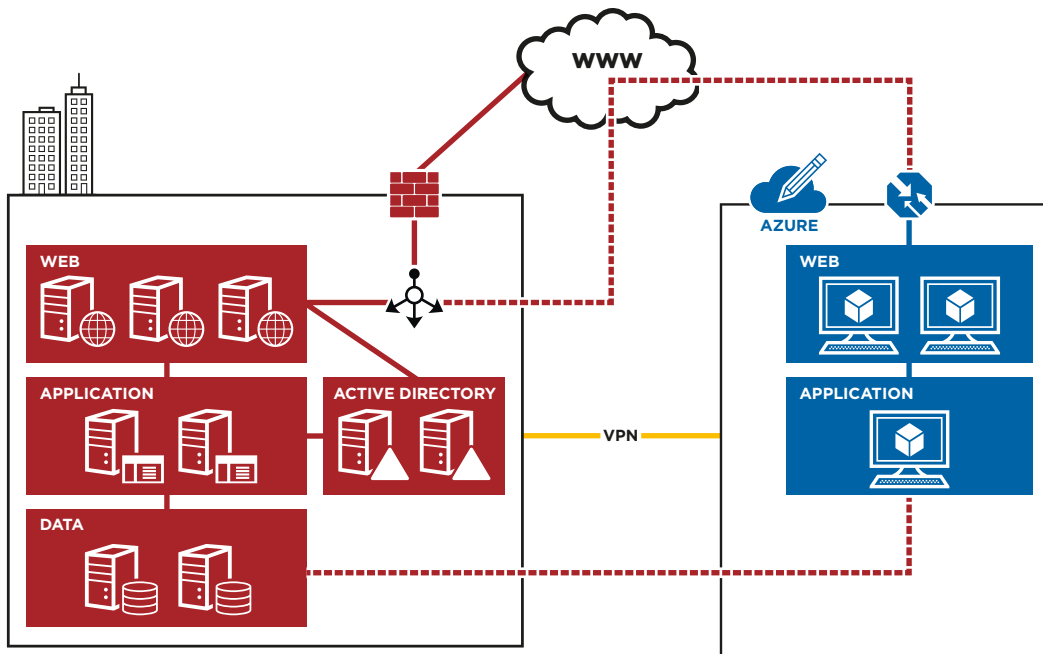 WWW
AZURE
WEB
APPLICATION
ACTIVE DIRECTORY
DATA
VPN
WEB
APPLICATION